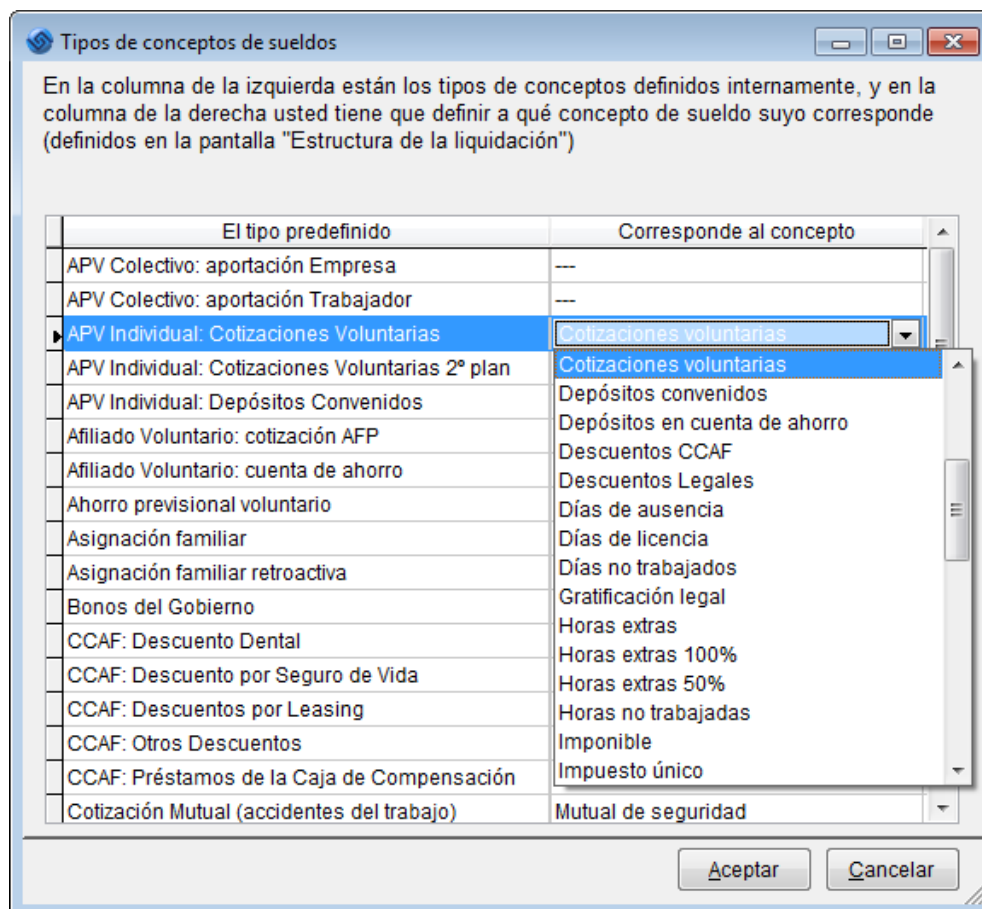 Tipos de conceptos de sueldos
En la columna de la izquierda están los tipos de conceptos definidos internamente, y en la
columna de la derecha usted tiene que definir a qué concepto de sueldo suyo corresponde
(definidos en la pantalla "Estructura de la liquidación")
El tipo predefinido Corresponde al concepto
APV Colectivo: aportación Empresa ---
APV Colectivo: aportación Trabajador ---
APV Individual: Cotizaciones Voluntarias Cotizaciones voluntarias
APV Individual: Cotizaciones Voluntarias 2º plan
APV Individual: Depósitos Convenidos
Afiliado Voluntario: cotización AFP
Afiliado Voluntario: cuenta de ahorro
Ahorro previsional voluntario
Asignación familiar
Asignación familiar retroactiva
Bonos del Gobierno
CCAF: Descuento Dental
CCAF: Descuento por Seguro de Vida
CCAF: Descuentos por Leasing
CCAF: Otros Descuentos
CCAF: Préstamos de la Caja de Compensación
Cotización Mutual (accidentes del trabajo) Mutual de seguridad
Cotizaciones voluntarias
Depósitos convenidos
Depósitos en cuenta de ahorro
Descuentos CCAF
Descuentos Legales
Días de ausencia
Días de licencia
Días no trabajados
Gratificación legal
Horas extras
Horas extras 100%
Horas extras 50%
Horas no trabajadas
Imponible
Impuesto único
Aceptar Cancelar